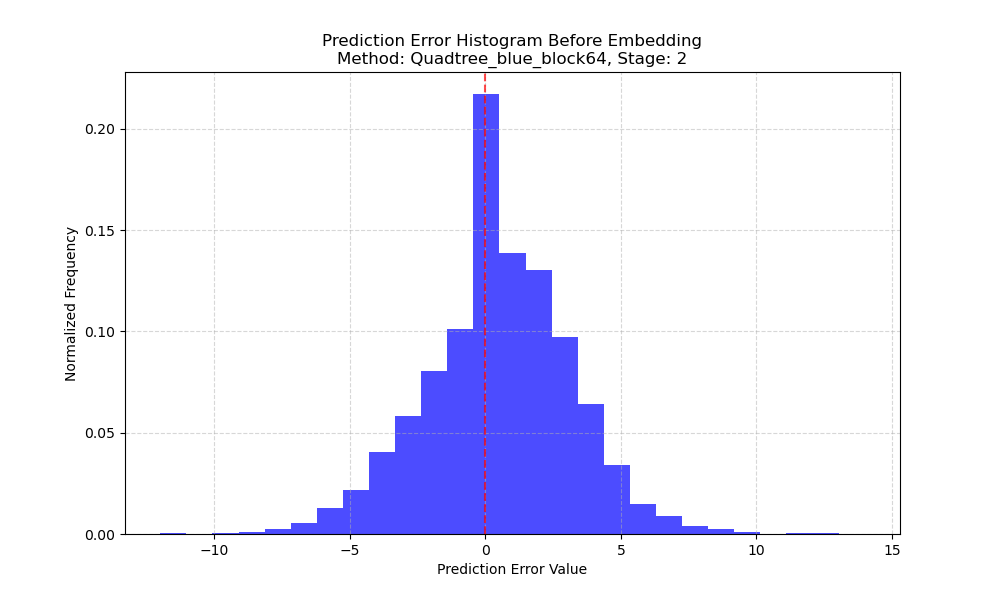 Prediction Error Histogram Before Embedding
Method: Quadtree_blue_block64, Stage: 2
Normalized Frequency
0.20
0.15
0.10
0.05
0.00
−10
−5
0
5
10
15
Prediction Error Value